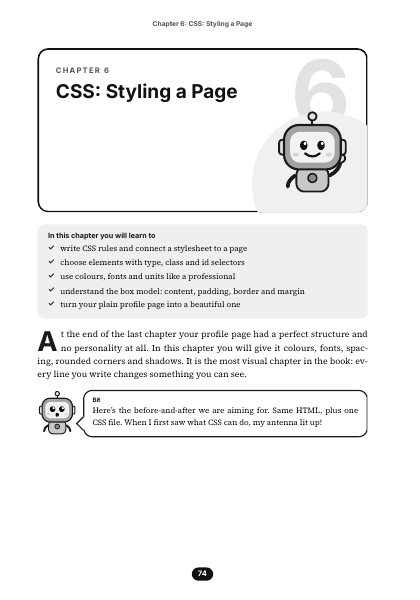 Chapter 6: CSS: Styling a Page
CHAPTER 6
CSS: Styling a Page
6
In this chapter you will learn to
✓ write CSS rules and connect a stylesheet to a page
✓ choose elements with type, class and id selectors
✓ use colours, fonts and units like a professional
✓ understand the box model: content, padding, border and margin
✓ turn your plain profile page into a beautiful one
At the end of the last chapter your profile page had a perfect structure and
no personality at all. In this chapter you will give it colours, fonts, spac-
ing, rounded corners and shadows. It is the most visual chapter in the book: ev-
ery line you write changes something you can see.
Bit
Here's the before-and-after we are aiming for. Same HTML, plus one
CSS file. When I first saw what CSS can do, my antenna lit up!
74